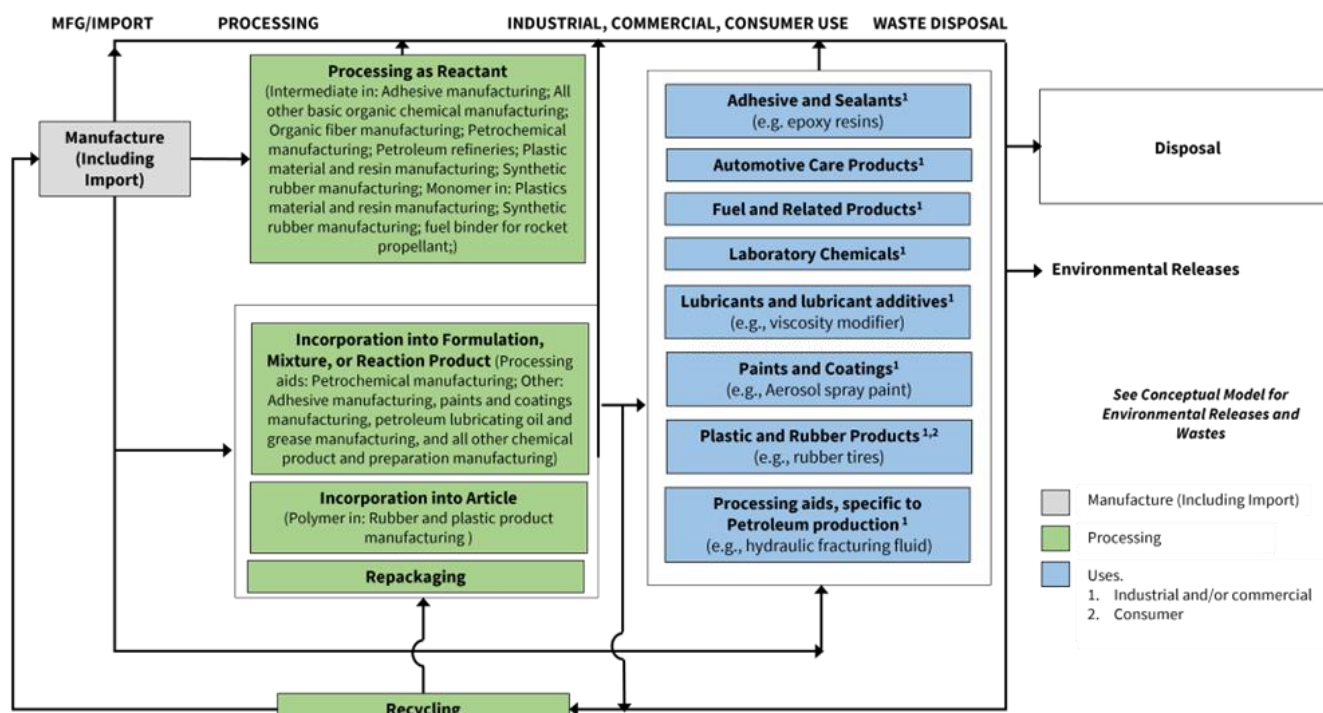 MFG/IMPORT
PROCESSING
INDUSTRIAL, COMMERCIAL, CONSUMER USE
WASTE DISPOSAL
Manufacture
(Including
Import)
Processing as Reactant
(Intermediate in: Adhesive manufacturing; All
other basic organic chemical manufacturing;
Organic fiber manufacturing; Petrochemical
manufacturing; Petroleum refineries; Plastic
material and resin manufacturing; Synthetic
rubber manufacturing; Monomer in: Plastics
material and resin manufacturing; Synthetic
rubber manufacturing; fuel binder for rocket
propellant;)
Incorporation into Formulation,
Mixture, or Reaction Product (Processing
aids: Petrochemical manufacturing; Other:
Adhesive manufacturing, paints and coatings
manufacturing, petroleum lubricating oil and
grease manufacturing, and all other chemical
product and preparation manufacturing)
Incorporation into Article
(Polymer in: Rubber and plastic product
manufacturing )
Repackaging
Recycling
Adhesive and Sealants¹
(e.g. epoxy resins)
Automotive Care Products¹
Fuel and Related Products¹
Laboratory Chemicals¹
Lubricants and lubricant additives¹
(e.g., viscosity modifier)
Paints and Coatings¹
(e.g., Aerosol spray paint)
Plastic and Rubber Products ¹,²
(e.g., rubber tires)
Processing aids, specific to
Petroleum production ¹
(e.g., hydraulic fracturing fluid)
Disposal
Environmental Releases
See Conceptual Model for
Environmental Releases and
Wastes
Manufacture (Including Import)
Processing
Uses.
1. Industrial and/or commercial
2. Consumer